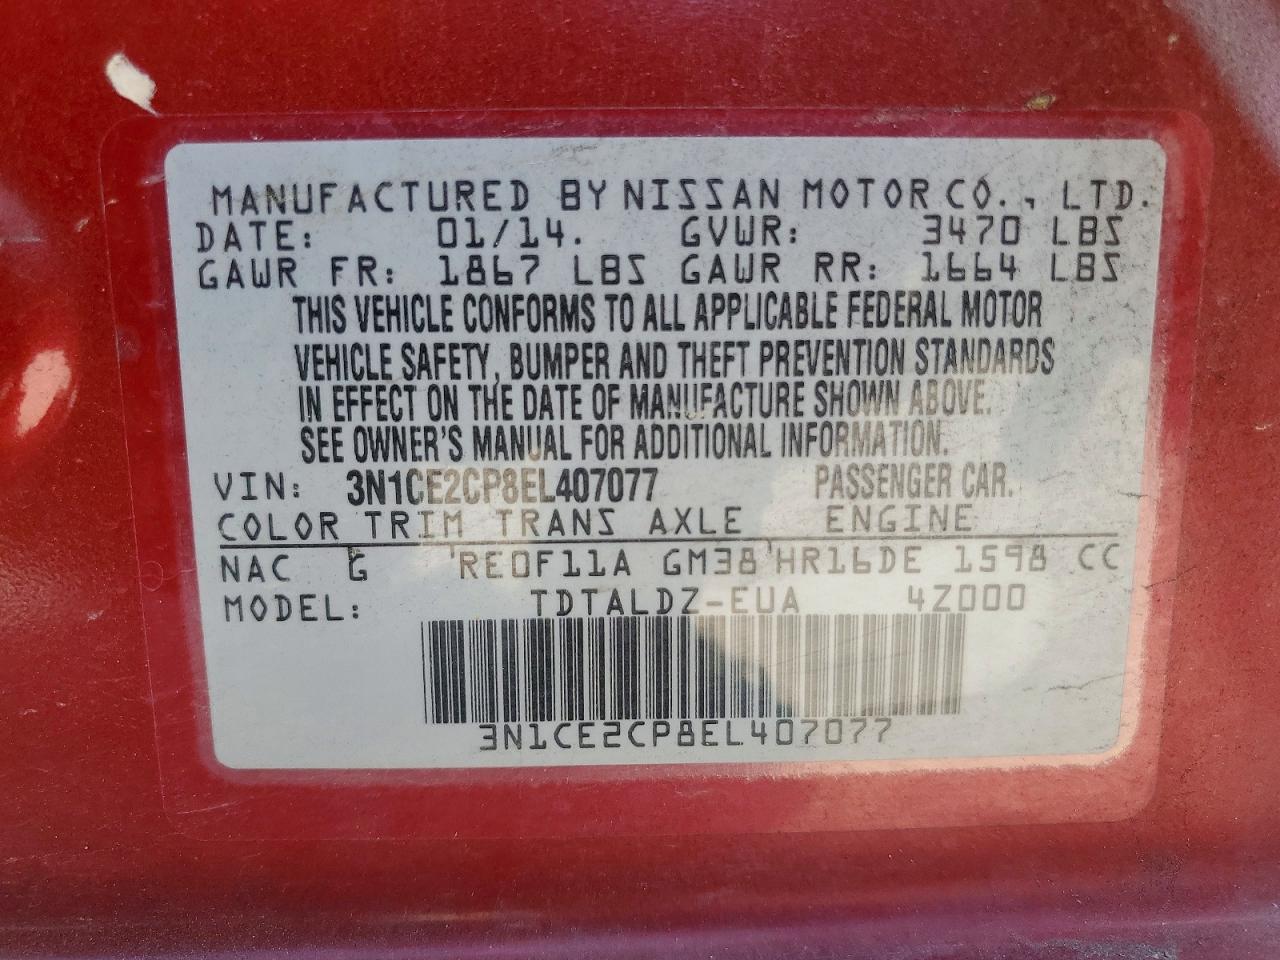 MANUFACTURED BY NISSAN MOTOR CO., LTD.
DATE: 01/14. GVWR: 3470 LBS
GAWR FR: 1867 LBS GAWR RR: 1664 LBS
THIS VEHICLE CONFORMS TO ALL APPLICABLE FEDERAL MOTOR
VEHICLE SAFETY, BUMPER AND THEFT PREVENTION STANDARDS
IN EFFECT ON THE DATE OF MANUFACTURE SHOWN ABOVE.
SEE OWNER'S MANUAL FOR ADDITIONAL INFORMATION.
VIN: 3N1CE2CP8EL407077 PASSENGER CAR.
COLOR TRIM TRANS AXLE ENGINE
NAC G RE0F11A GM38 HR16DE 1598 CC
MODEL: TDTALDZ-EUA 4Z000
3N1CE2CP8EL407077